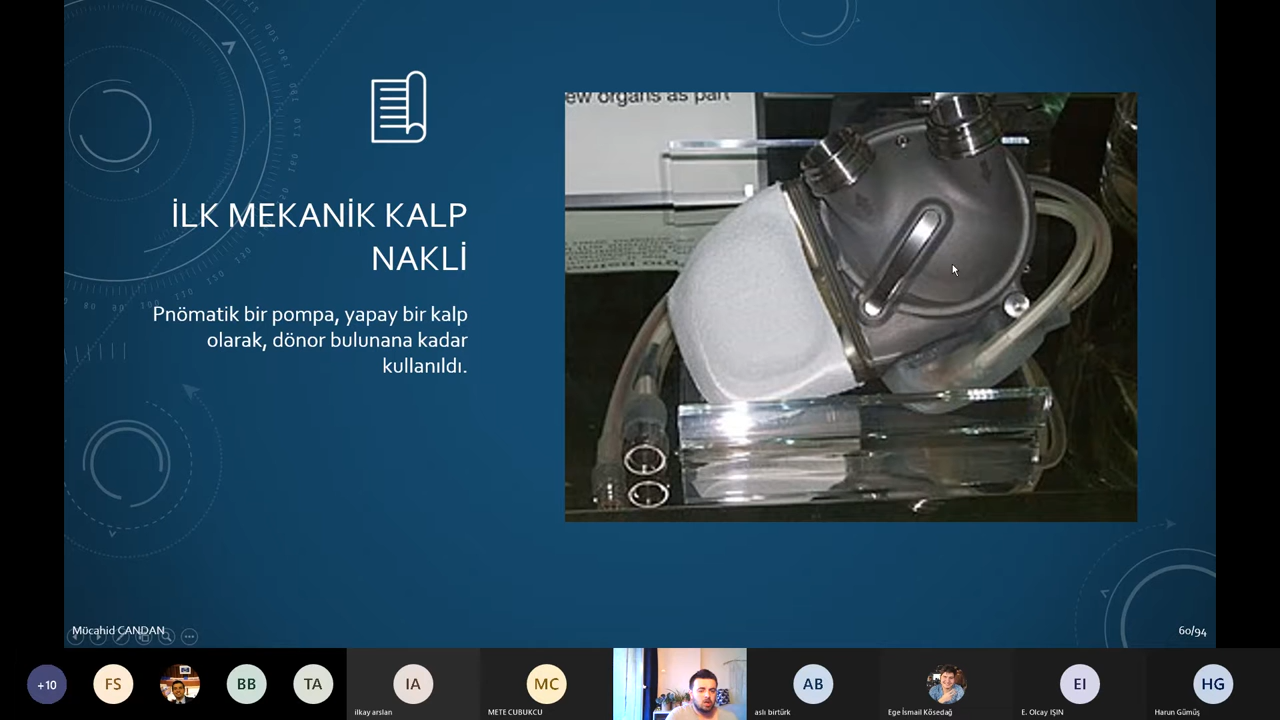 ew organs as part
İLK MEKANİK KALP
NAKLİ
Pnömatik bir pompa, yapay bir kalp
olarak, dönor bulunana kadar
kullanıldı.
Mücahid CANDAN
60/94
+10
FS
BB
TA
IA
MC
AB
EI
HG
ilkay arslan
METE CUBUKCU
aslı birtürk
Ege İsmail Kösedağ
E. Olcay IŞIN
Harun Gümüş